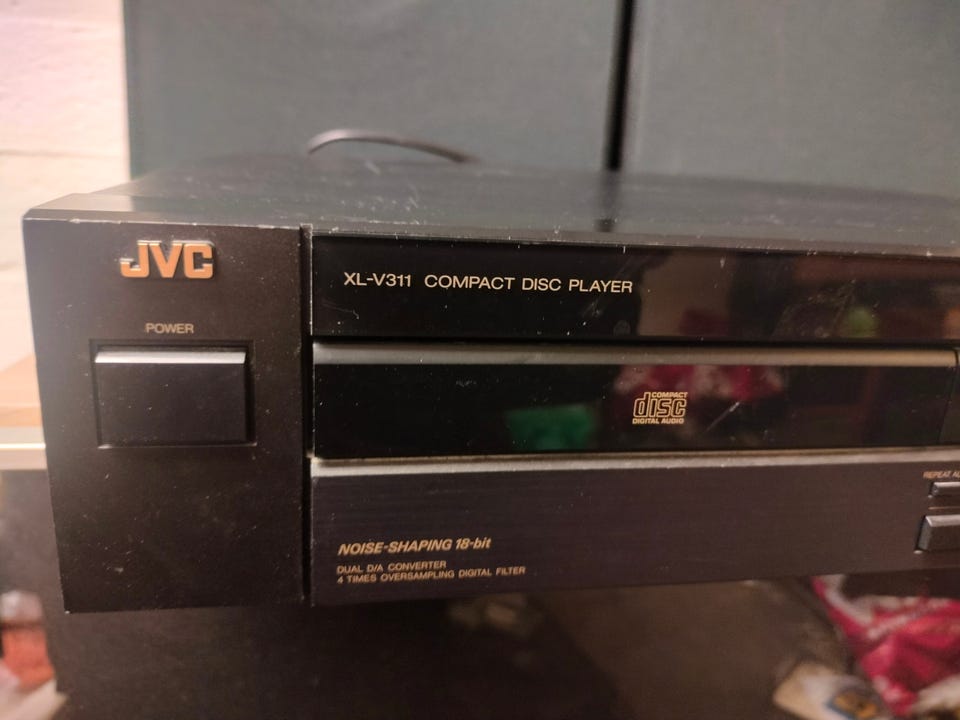 JVC
POWER
XL-V311 COMPACT DISC PLAYER
COMPACT
disc
DIGITAL AUDIO
REPEAT
NOISE-SHAPING 18-bit
DUAL D/A CONVERTER
4 TIMES OVERSAMPLING DIGITAL FILTER